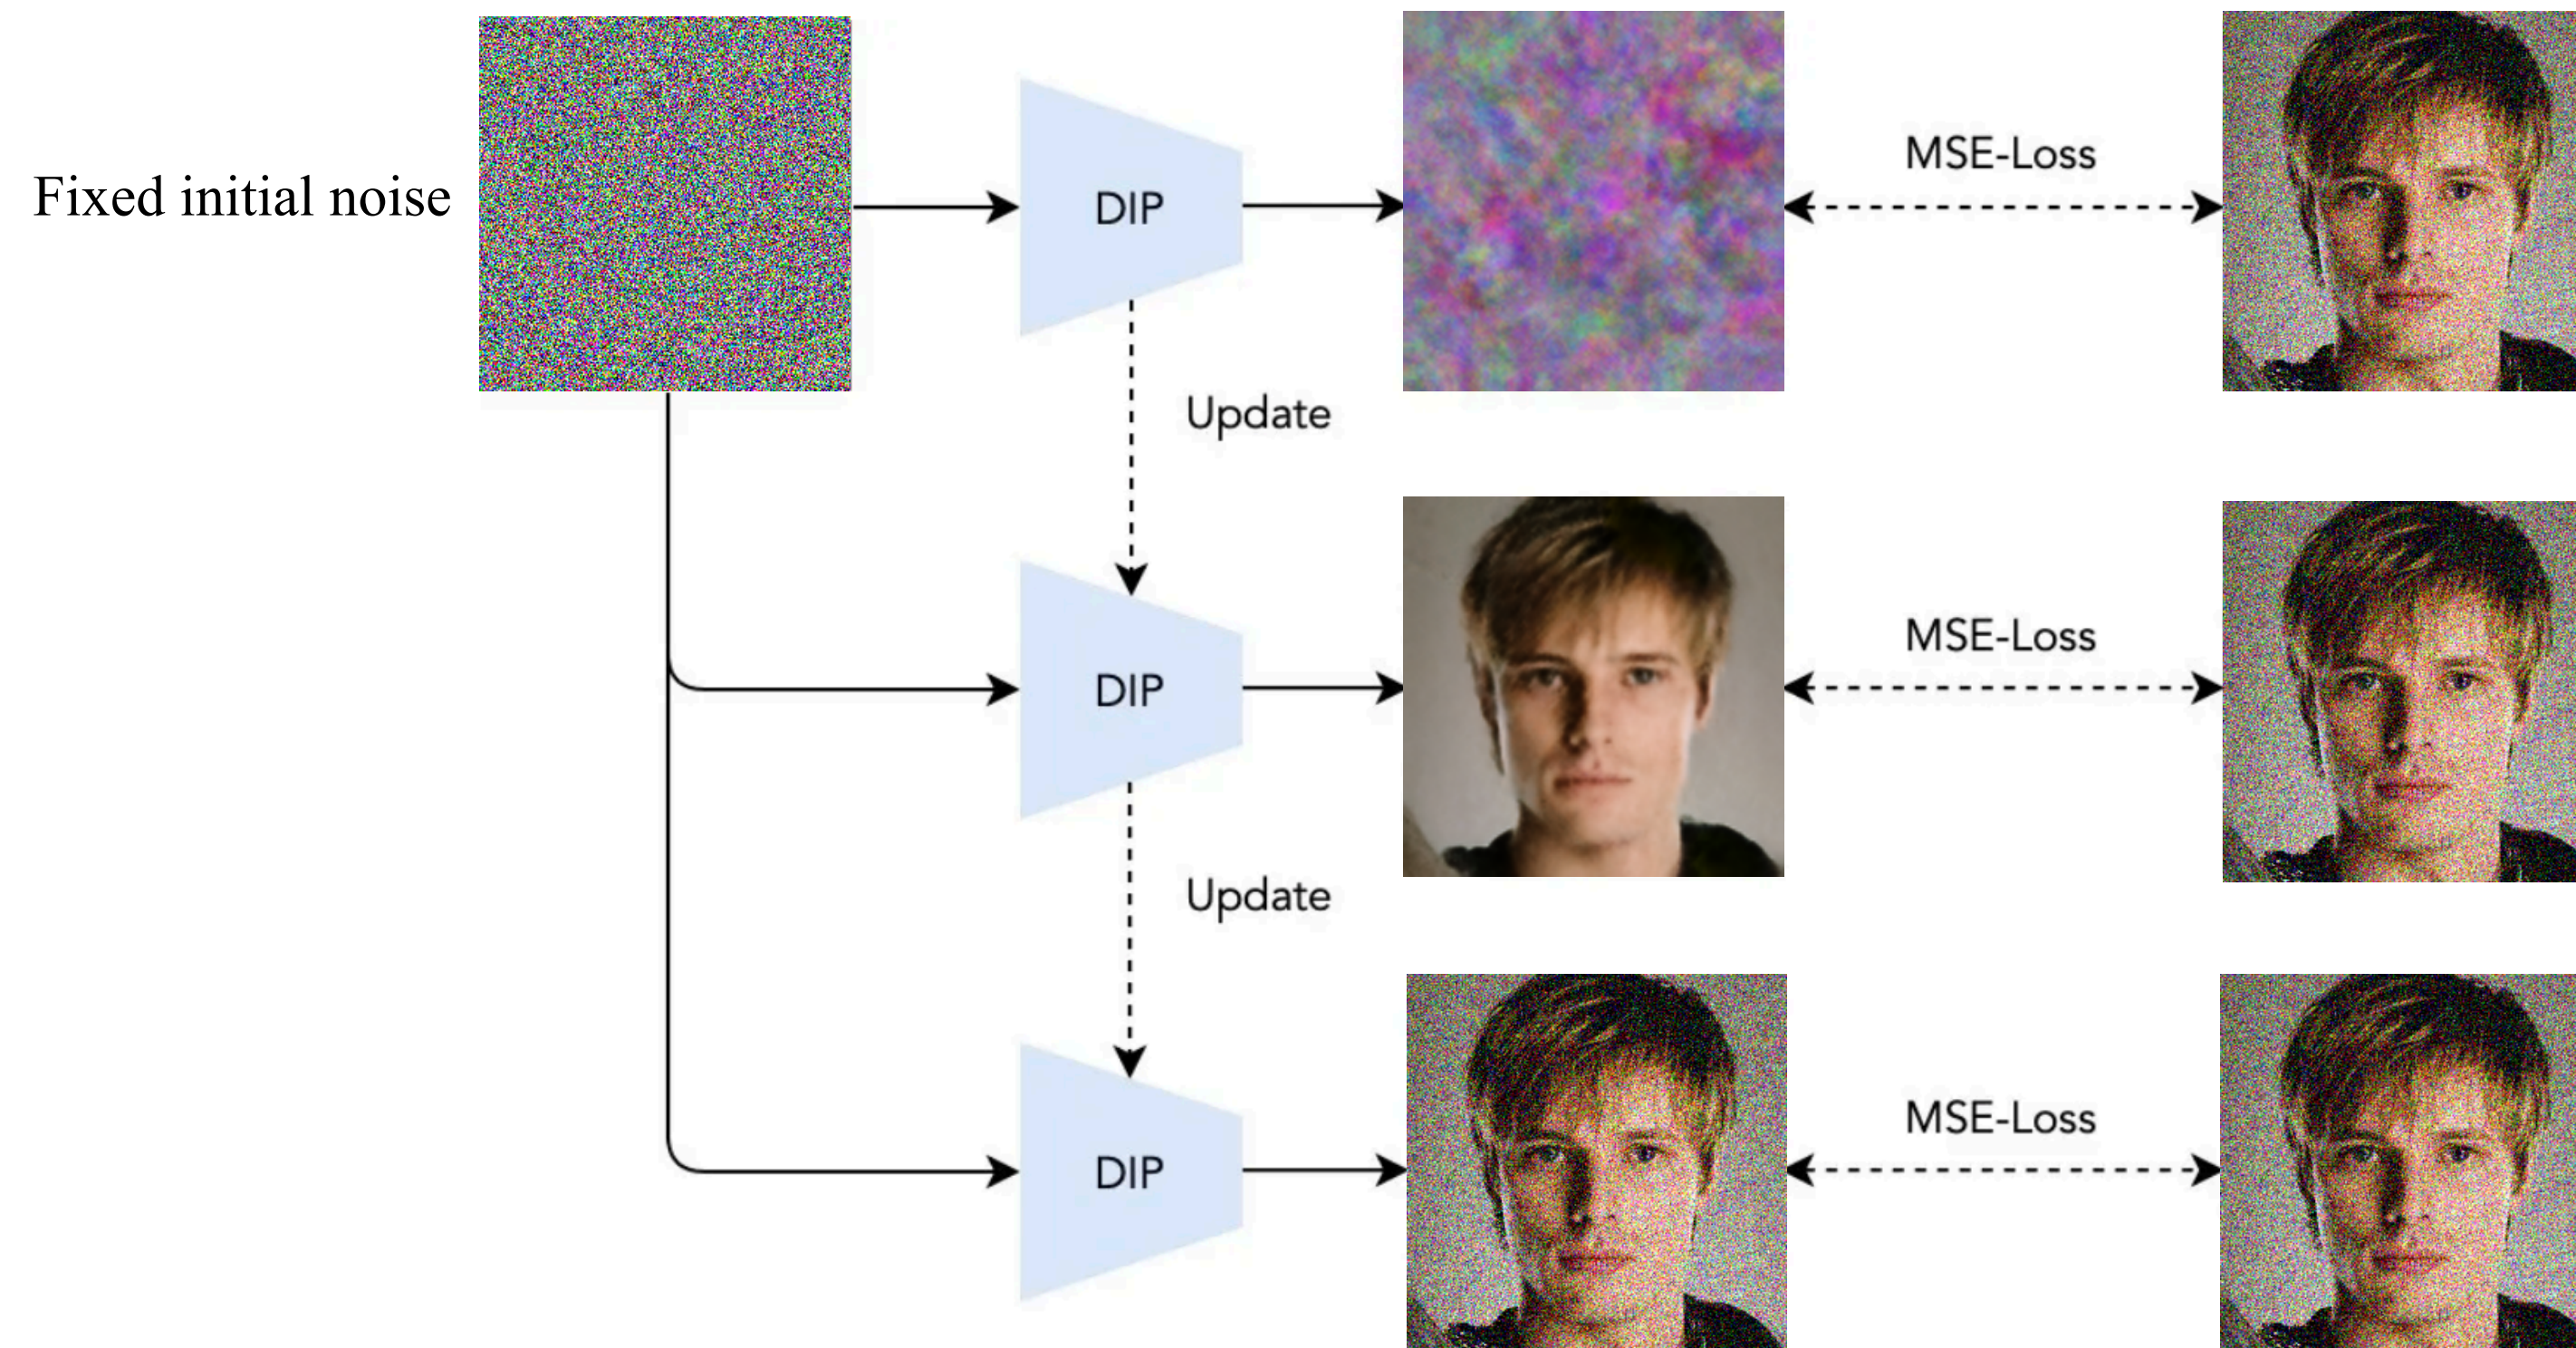 Fixed initial noise
DIP
MSE-Loss
Update
DIP
MSE-Loss
Update
DIP
MSE-Loss